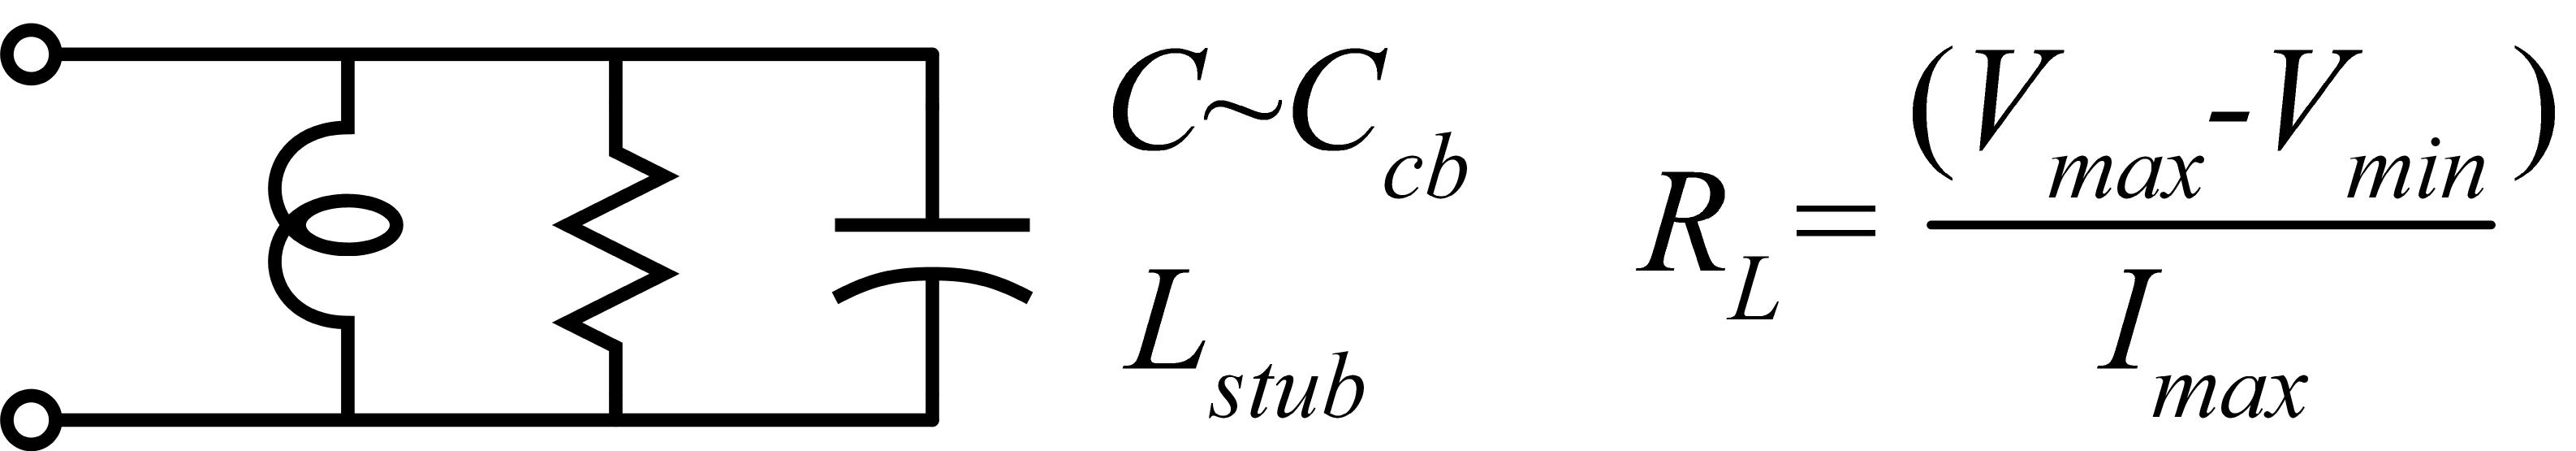 C~C_cb
L_stub
R_L = (V_max - V_min) / I_max